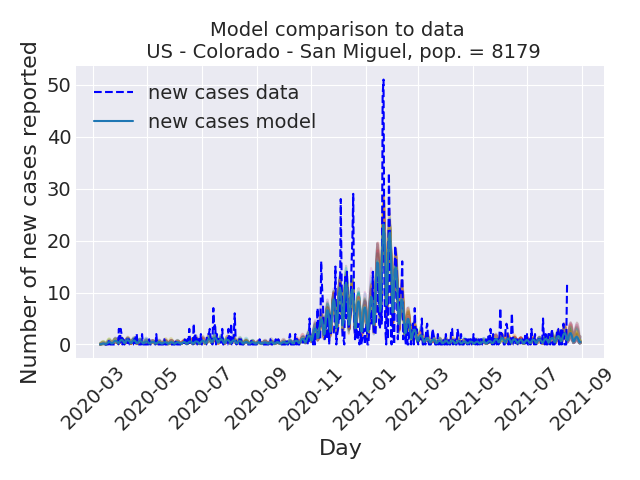 Model comparison to data
US - Colorado - San Miguel, pop. = 8179
Number of new cases reported
50
40
30
20
10
0
new cases data
new cases model
2020-03
2020-05
2020-07
2020-09
2020-11
2021-01
2021-03
2021-05
2021-07
2021-09
Day